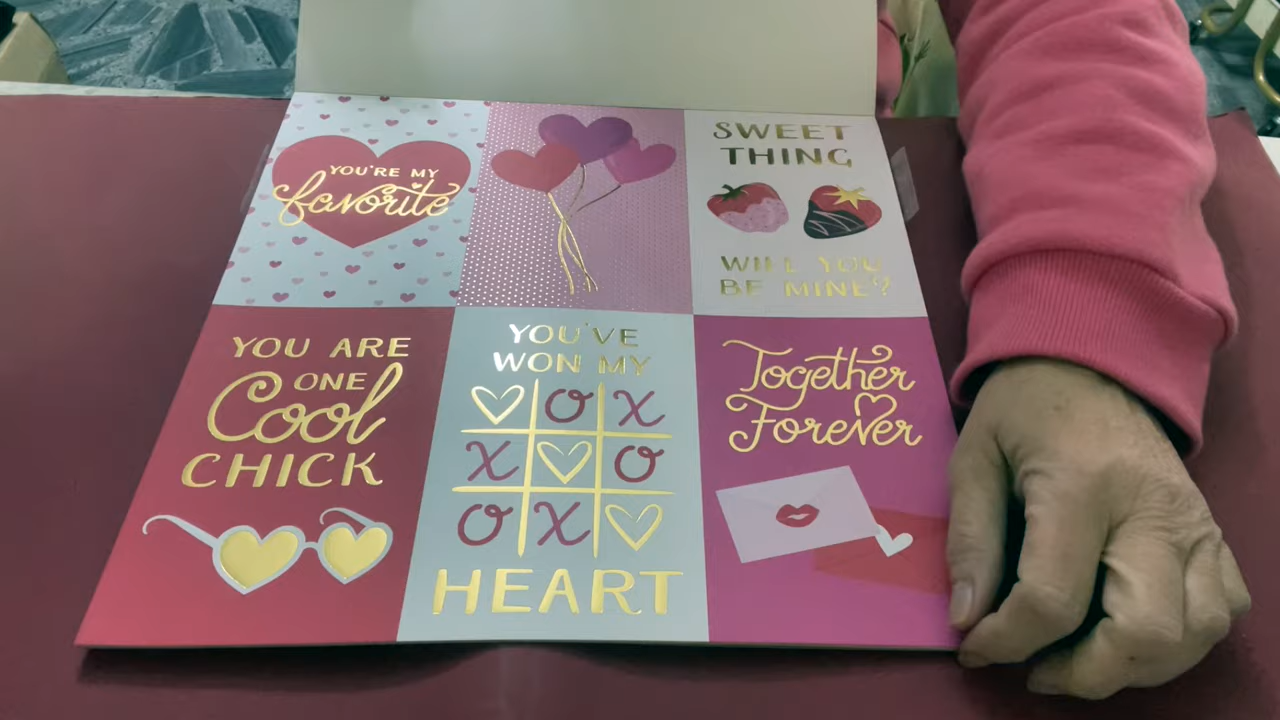 YOU'RE MY
favorite
SWEET
THING
WILL YOU
BE MINE?
YOU ARE
ONE
Cool
CHICK
YOU'VE
WON MY
O X
X O
O X
HEART
Together
Forever